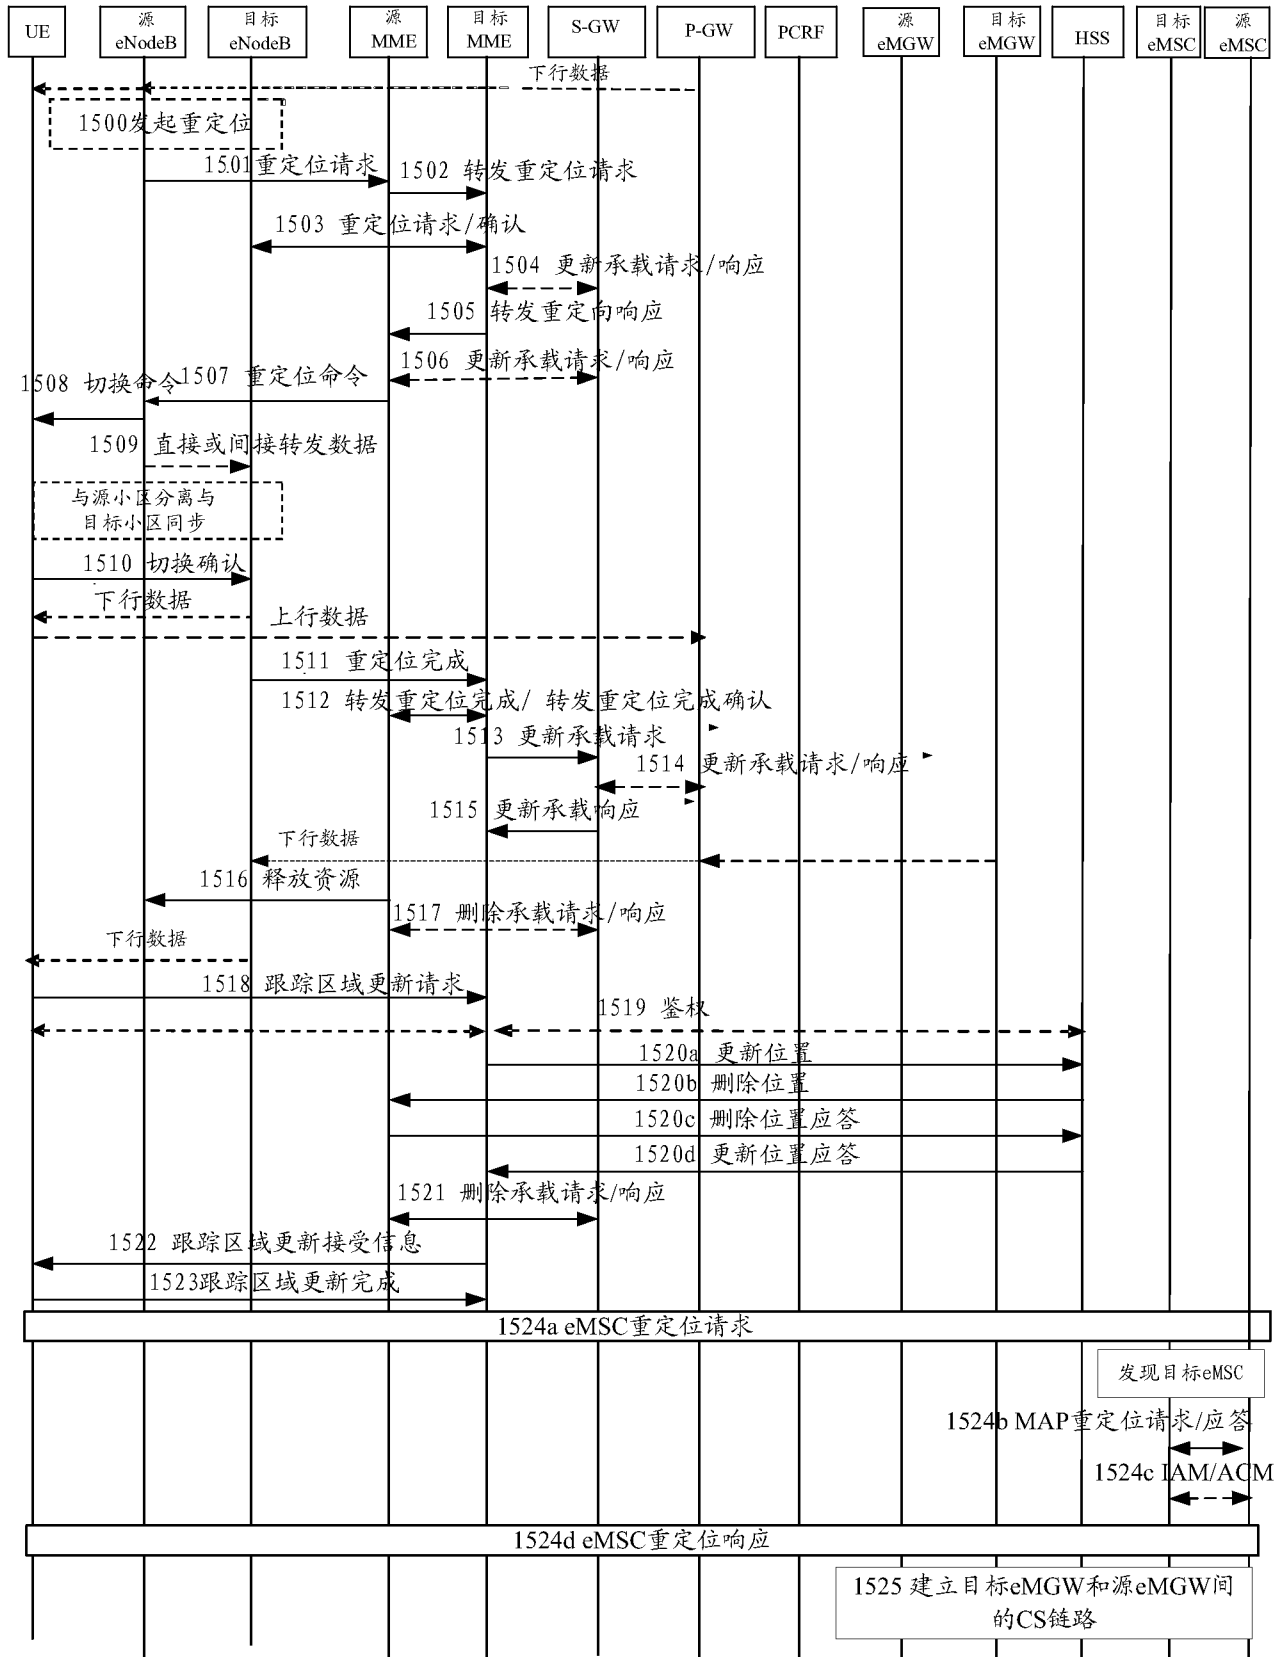 UE
源
eNodeB
目标
eNodeB
源
MME
目标
MME
S-GW
P-GW
PCRF
源
eMGW
目标
eMGW
HSS
目标
eMSC
源
eMSC
下行数据
1500发起重定位
1501重定位请求
1502 转发重定位请求
1503 重定位请求/确认
1504 更新承载请求/响应
1505 转发重定向响应
1506 更新承载请求/响应
1507 重定位命令
1508 切换命令
1509 直接或间接转发数据
与源小区分离与
目标小区同步
1510 切换确认
下行数据
上行数据
1511 重定位完成
1512 转发重定位完成/ 转发重定位完成确认
1513 更新承载请求
1514 更新承载请求/响应
1515 更新承载响应
下行数据
1516 释放资源
1517 删除承载请求/响应
下行数据
1518 跟踪区域更新请求
1519 鉴权
1520a 更新位置
1520b 删除位置
1520c 删除位置应答
1520d 更新位置应答
1521 删除承载请求/响应
1522 跟踪区域更新接受信息
1523跟踪区域更新完成
1524a eMSC重定位请求
发现目标eMSC
1524b MAP重定位请求/应答
1524c IAM/ACM
1524d eMSC重定位响应
1525 建立目标eMGW和源eMGW间
的CS链路